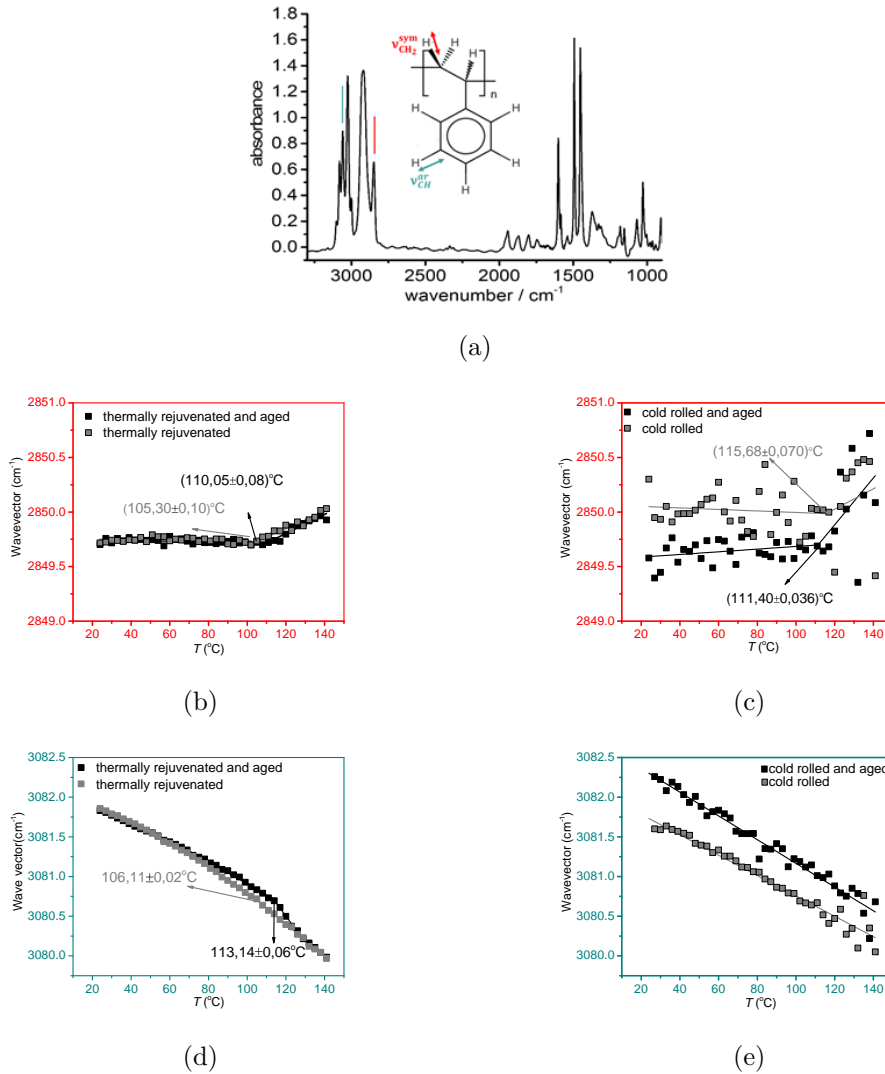 1.8
1.6
1.4
1.2
1.0
0.8
0.6
0.4
0.2
0.0
absorbance
ν_CH2^sym
H H H
n
H H
H H
H
ν_CH^ar
3000 2500 2000 1500 1000 900
wavenumber / cm⁻¹
(a)
2851.0
2850.5
2850.0
2849.5
2849.0
Wavevector (cm⁻¹)
thermally rejuvenated and aged
thermally rejuvenated
(110,05±0,08)°C
(105,30±0,10)°C
20 40 60 80 100 120 140
T (°C)
(b)
2851.0
2850.5
2850.0
2849.5
2849.0
Wavevector (cm⁻¹)
cold rolled and aged
cold rolled
(115,68±0,070)°C
(111,40±0,036)°C
20 40 60 80 100 120 140
T (°C)
(c)
3082.5
3082.0
3081.5
3081.0
3080.5
3080.0
Wave vector(cm⁻¹)
thermally rejuvenated and aged
thermally rejuvenated
106,11±0,02°C
113,14±0,06°C
20 40 60 80 100 120 140
T (°C)
(d)
3082.5
3082.0
3081.5
3081.0
3080.5
3080.0
Wavevector (cm⁻¹)
cold rolled and aged
cold rolled
20 40 60 80 100 120 140
T (°C)
(e)